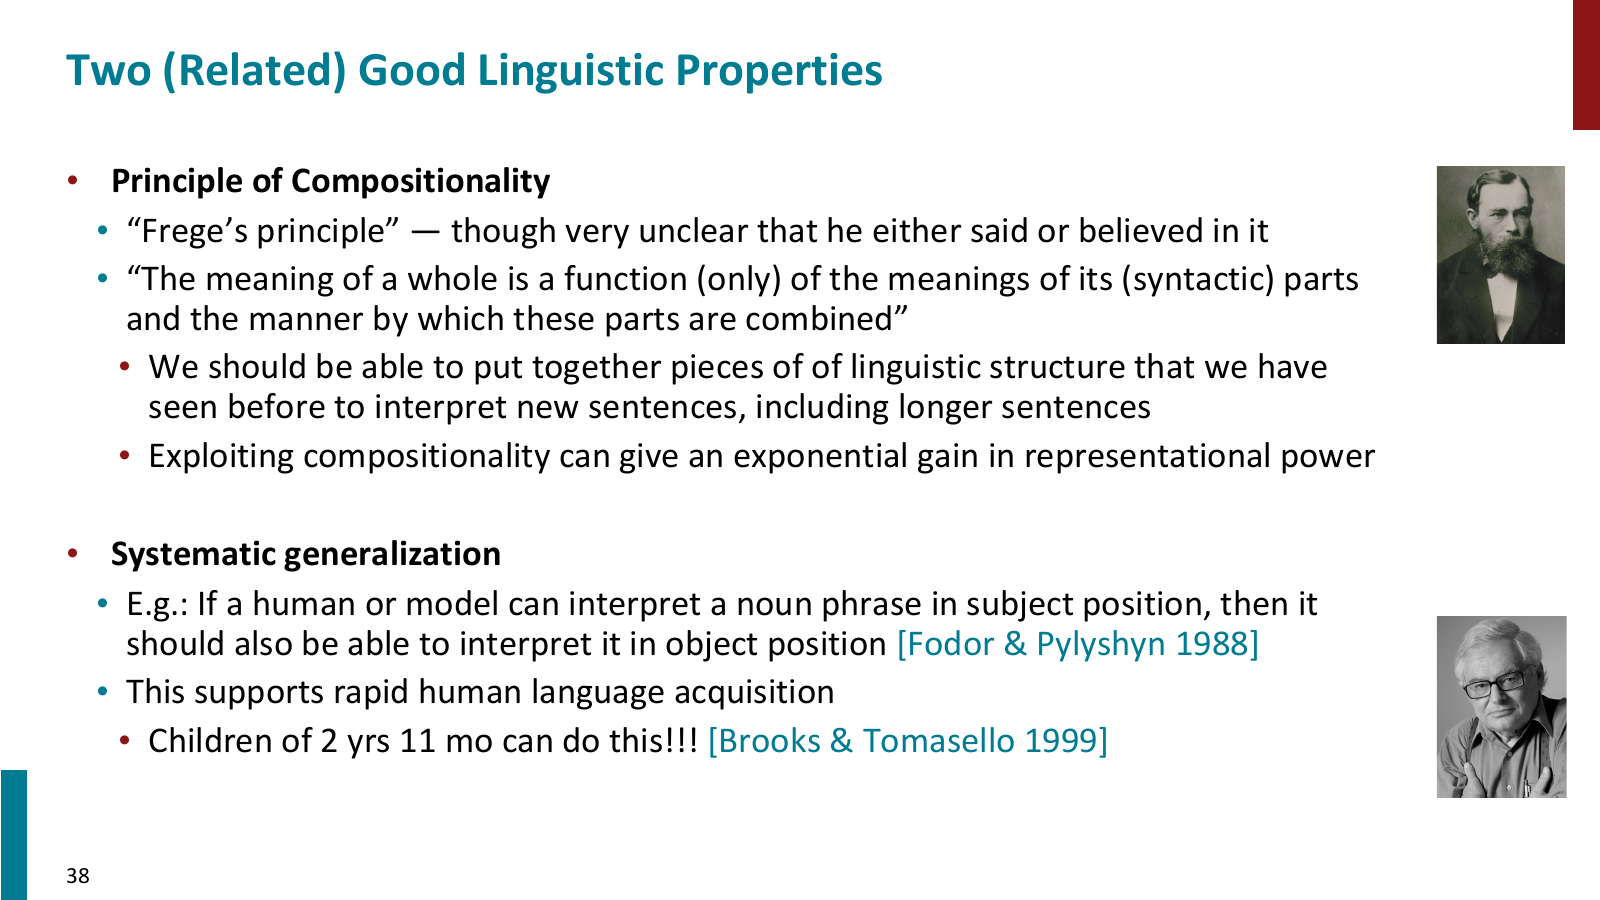 Two (Related) Good Linguistic Properties
• Principle of Compositionality
• “Frege’s principle” — though very unclear that he either said or believed in it
• “The meaning of a whole is a function (only) of the meanings of its (syntactic) parts
and the manner by which these parts are combined”
• We should be able to put together pieces of of linguistic structure that we have
seen before to interpret new sentences, including longer sentences
• Exploiting compositionality can give an exponential gain in representational power
• Systematic generalization
• E.g.: If a human or model can interpret a noun phrase in subject position, then it
should also be able to interpret it in object position [Fodor & Pylyshyn 1988]
• This supports rapid human language acquisition
• Children of 2 yrs 11 mo can do this!!! [Brooks & Tomasello 1999]
38